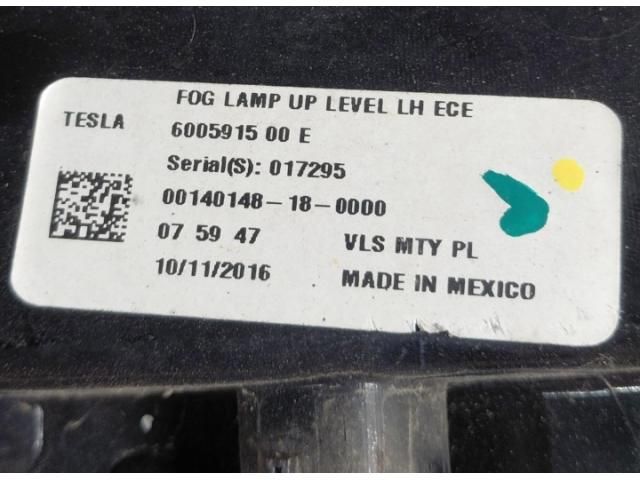 FOG LAMP UP LEVEL LH ECE
TESLA
6005915 00 E
Serial(S): 017295
00140148-18-0000
07 59 47
VLS MTY PL
10/11/2016
MADE IN MEXICO